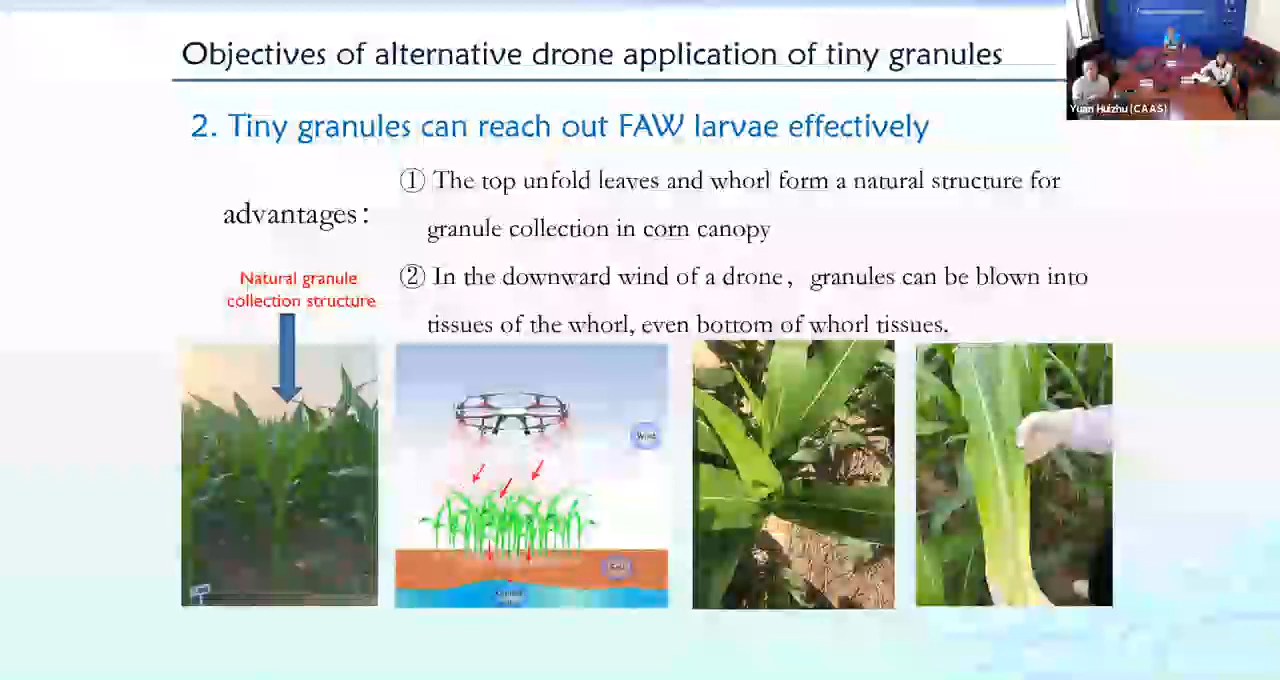 Objectives of alternative drone application of tiny granules
Yuan Huizhu (CAAS)
2. Tiny granules can reach out FAW larvae effectively
advantages:
① The top unfold leaves and whorl form a natural structure for
granule collection in corn canopy
② In the downward wind of a drone, granules can be blown into
tissues of the whorl, even bottom of whorl tissues.
Natural granule
collection structure
Wind